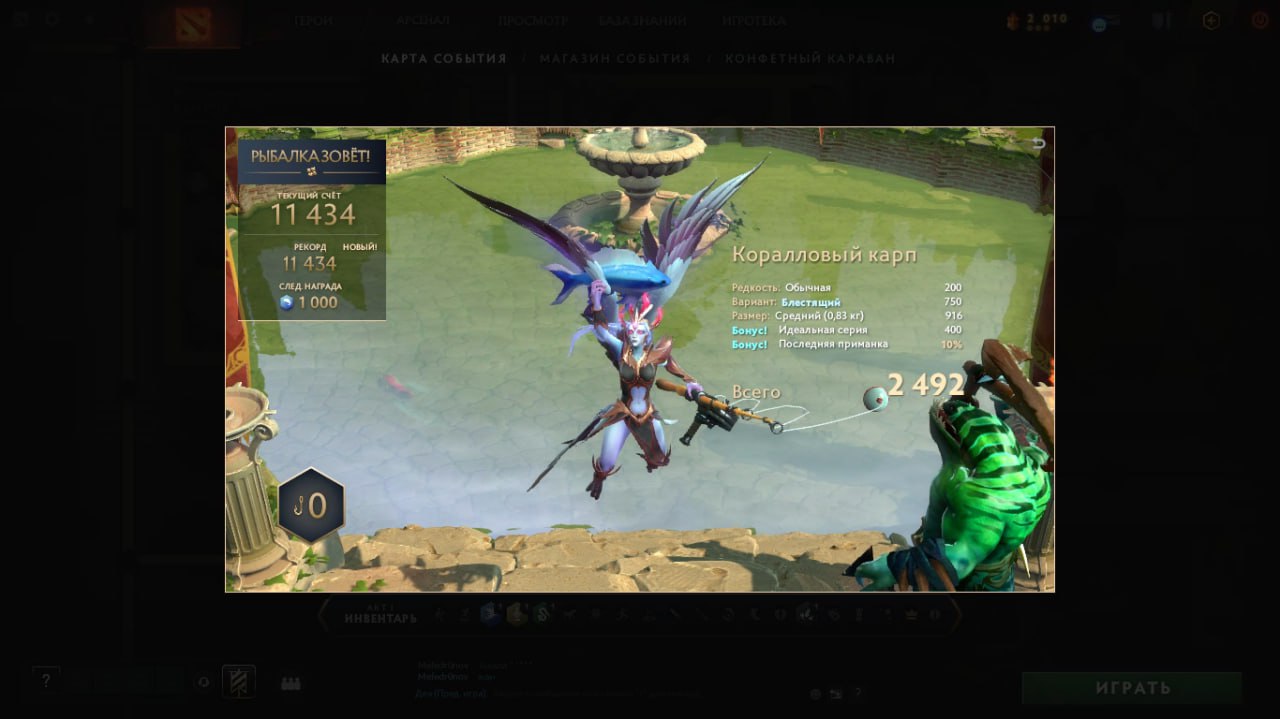 ГЕРОИ АРСЕНАЛ ПРОСМОТР БАЗА ЗНАНИЙ ИГРОТЕКА 2 010
КАРТА СОБЫТИЯ / МАГАЗИН СОБЫТИЯ / КОНФЕТНЫЙ КАРАВАН
РЫБАЛКА ЗОВЁТ!
ТЕКУЩИЙ СЧЁТ
11 434
РЕКОРД НОВЫЙ!
11 434
СЛЕД. НАГРАДА
1 000
Коралловый карп
Редкость: Обычная 200
Вариант: Блестящий 750
Размер: Средний (0,83 кг) 916
Бонус! Идеальная серия 400
Бонус! Последняя приманка 10%
Всего 2 492
0
АКТ I
ИНВЕНТАРЬ
?
ИГРАТЬ